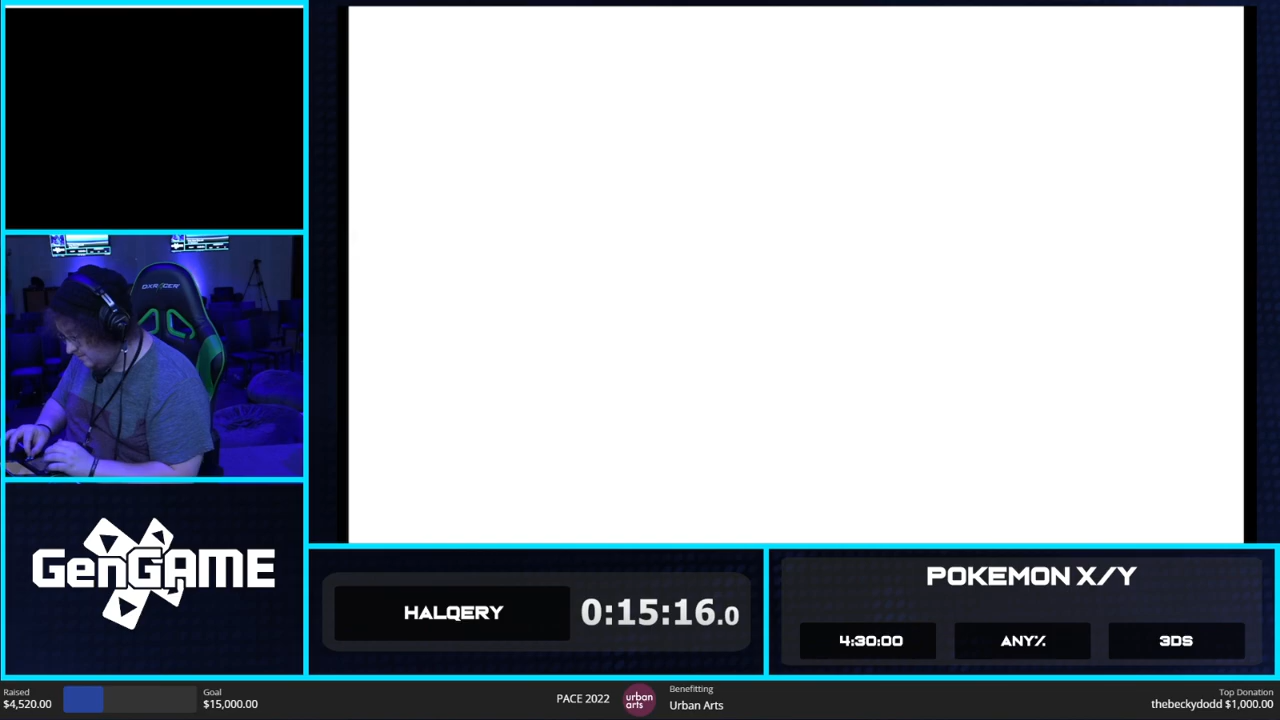 DXRACER
GenGAME
HALQERY
0:15:16.0
POKEMON X/Y
4:30:00
ANY%
3DS
Raised
$4,520.00
Goal
$15,000.00
PACE 2022
urban
arts
Benefitting
Urban Arts
Top Donation
thebeckydodd $1,000.00